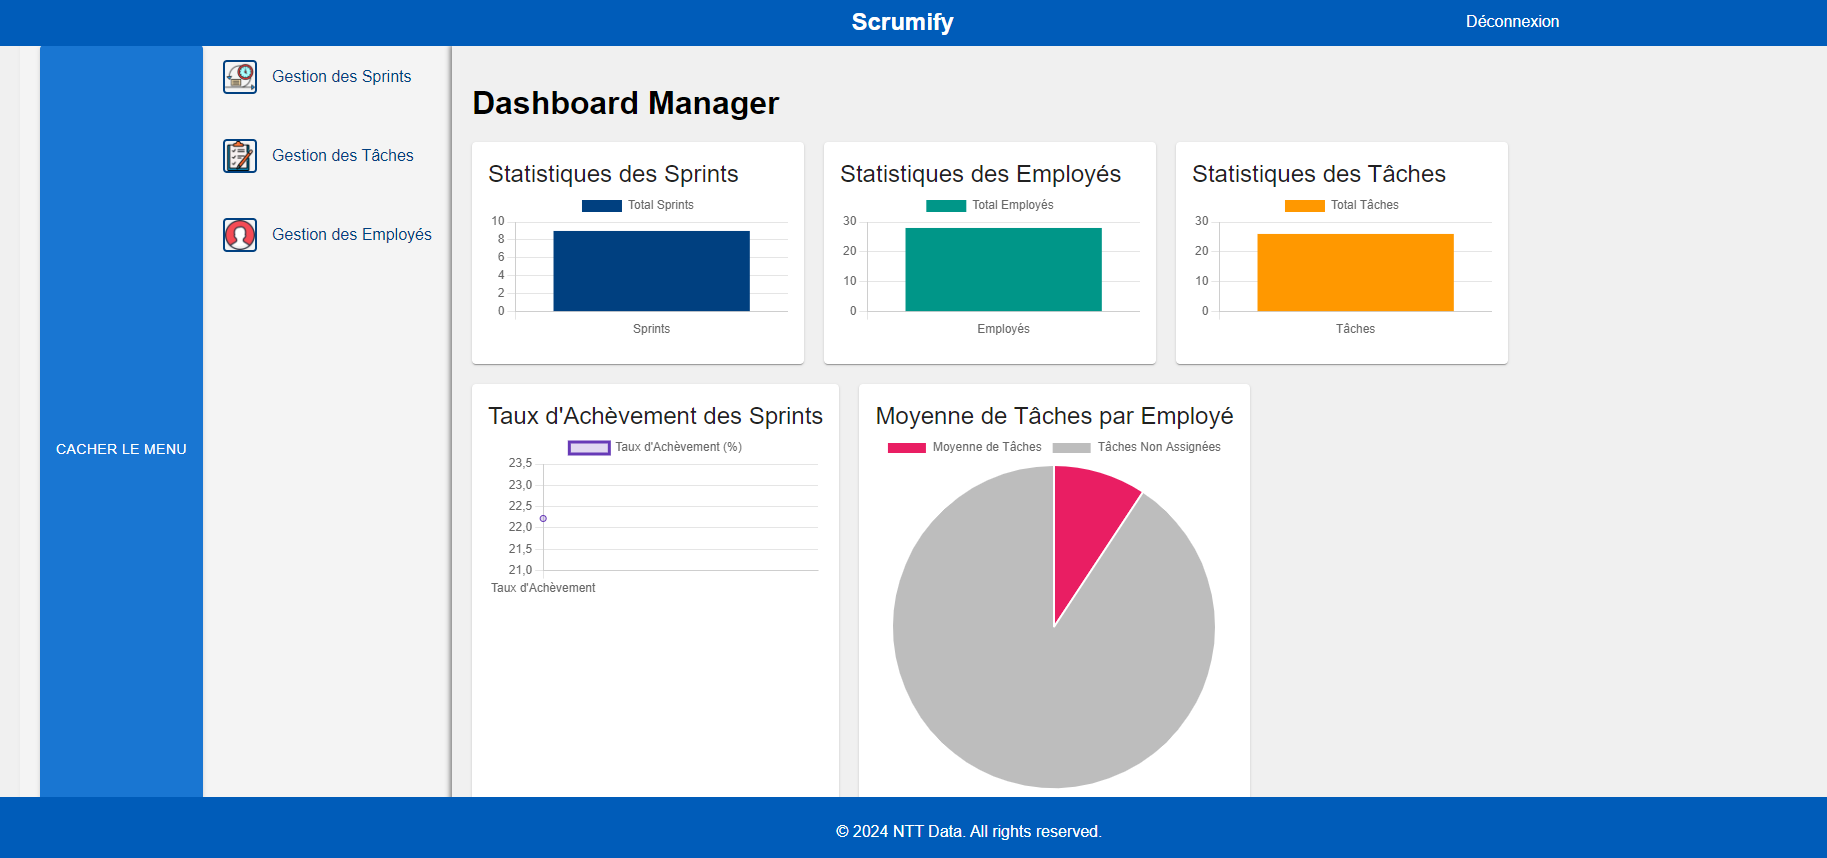 Scrumify
Déconnexion
CACHER LE MENU
Gestion des Sprints
Gestion des Tâches
Gestion des Employés
Dashboard Manager
Statistiques des Sprints
Total Sprints
10
8
6
4
2
0
Sprints
Statistiques des Employés
Total Employés
30
20
10
0
Employés
Statistiques des Tâches
Total Tâches
30
20
10
0
Tâches
Taux d'Achèvement des Sprints
Taux d'Achèvement (%)
23,5
23,0
22,5
22,0
21,5
21,0
Taux d'Achèvement
Moyenne de Tâches par Employé
Moyenne de Tâches
Tâches Non Assignées
© 2024 NTT Data. All rights reserved.